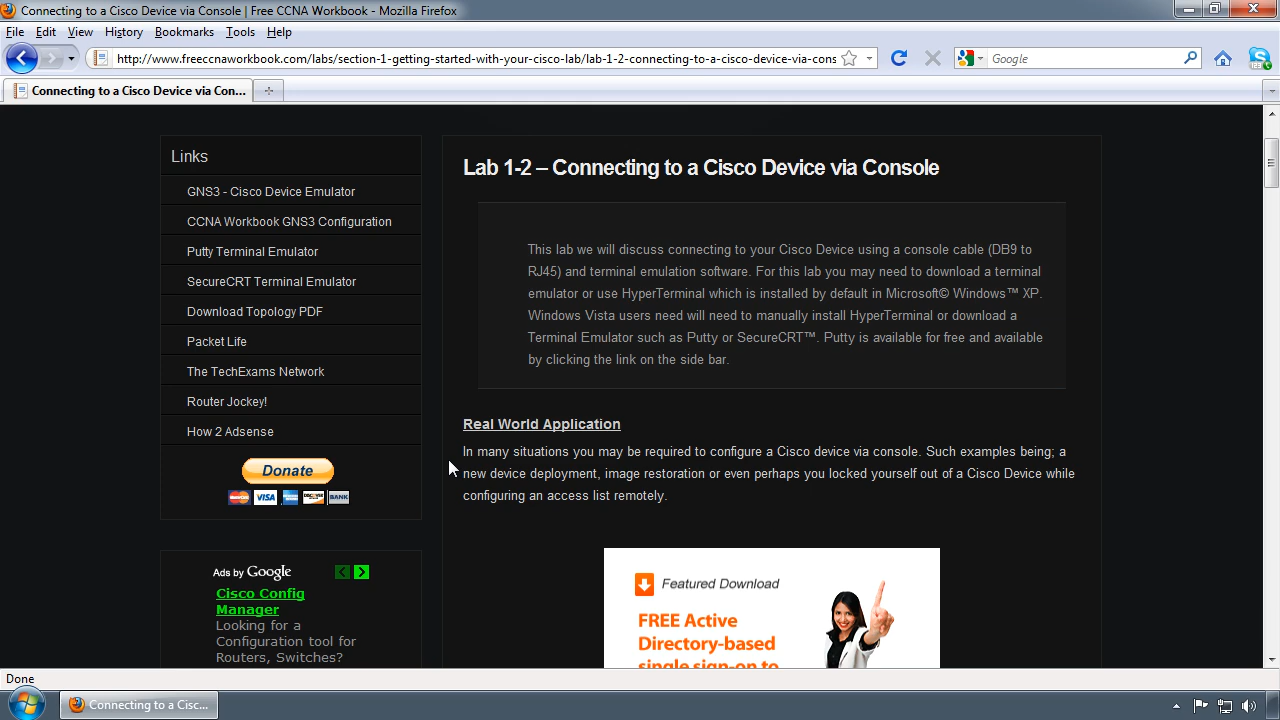 Connecting to a Cisco Device via Console | Free CCNA Workbook - Mozilla Firefox
File Edit View History Bookmarks Tools Help
http://www.freeccnaworkbook.com/labs/section-1-getting-started-with-your-cisco-lab/lab-1-2-connecting-to-a-cisco-device-via-cons
Google
Connecting to a Cisco Device via Con...
Links
GNS3 - Cisco Device Emulator
CCNA Workbook GNS3 Configuration
Putty Terminal Emulator
SecureCRT Terminal Emulator
Download Topology PDF
Packet Life
The TechExams Network
Router Jockey!
How 2 Adsense
Donate
VISA
DISCOVER
BANK
Ads by Google
Cisco Config
Manager
Looking for a
Configuration tool for
Routers, Switches?
Lab 1-2 – Connecting to a Cisco Device via Console
This lab we will discuss connecting to your Cisco Device using a console cable (DB9 to
RJ45) and terminal emulation software. For this lab you may need to download a terminal
emulator or use HyperTerminal which is installed by default in Microsoft© Windows™ XP.
Windows Vista users need will need to manually install HyperTerminal or download a
Terminal Emulator such as Putty or SecureCRT™. Putty is available for free and available
by clicking the link on the side bar.
Real World Application
In many situations you may be required to configure a Cisco device via console. Such examples being; a
new device deployment, image restoration or even perhaps you locked yourself out of a Cisco Device while
configuring an access list remotely.
Featured Download
FREE Active
Directory-based
single sign-on to
Done
Connecting to a Cisc...